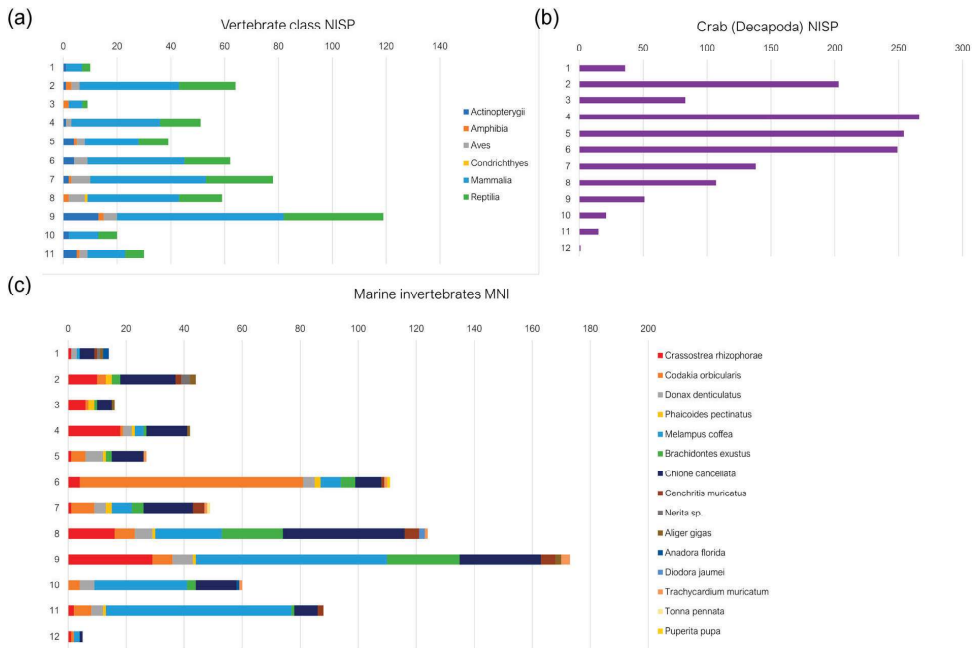 (a)
Vertebrate class NISP
0 20 40 60 80 100 120 140
1
2
3
4
5
6
7
8
9
10
11
Actinopterygii
Amphibia
Aves
Condrichthyes
Mammalia
Reptilia
(b)
Crab (Decapoda) NISP
0 50 100 150 200 250 300
1
2
3
4
5
6
7
8
9
10
11
12
(c)
Marine invertebrates MNI
0 20 40 60 80 100 120 140 160 180 200
1
2
3
4
5
6
7
8
9
10
11
12
Crassostrea rhizophorae
Codakia orbicularis
Donax denticulatus
Phaicoides pectinatus
Melampus coffea
Brachidontes exustus
Chione cancellata
Cenchritia muricatus
Nerita sp.
Aliger gigas
Anadora florida
Diodora jaumei
Trachycardium muricatum
Tonna pennata
Puperita pupa